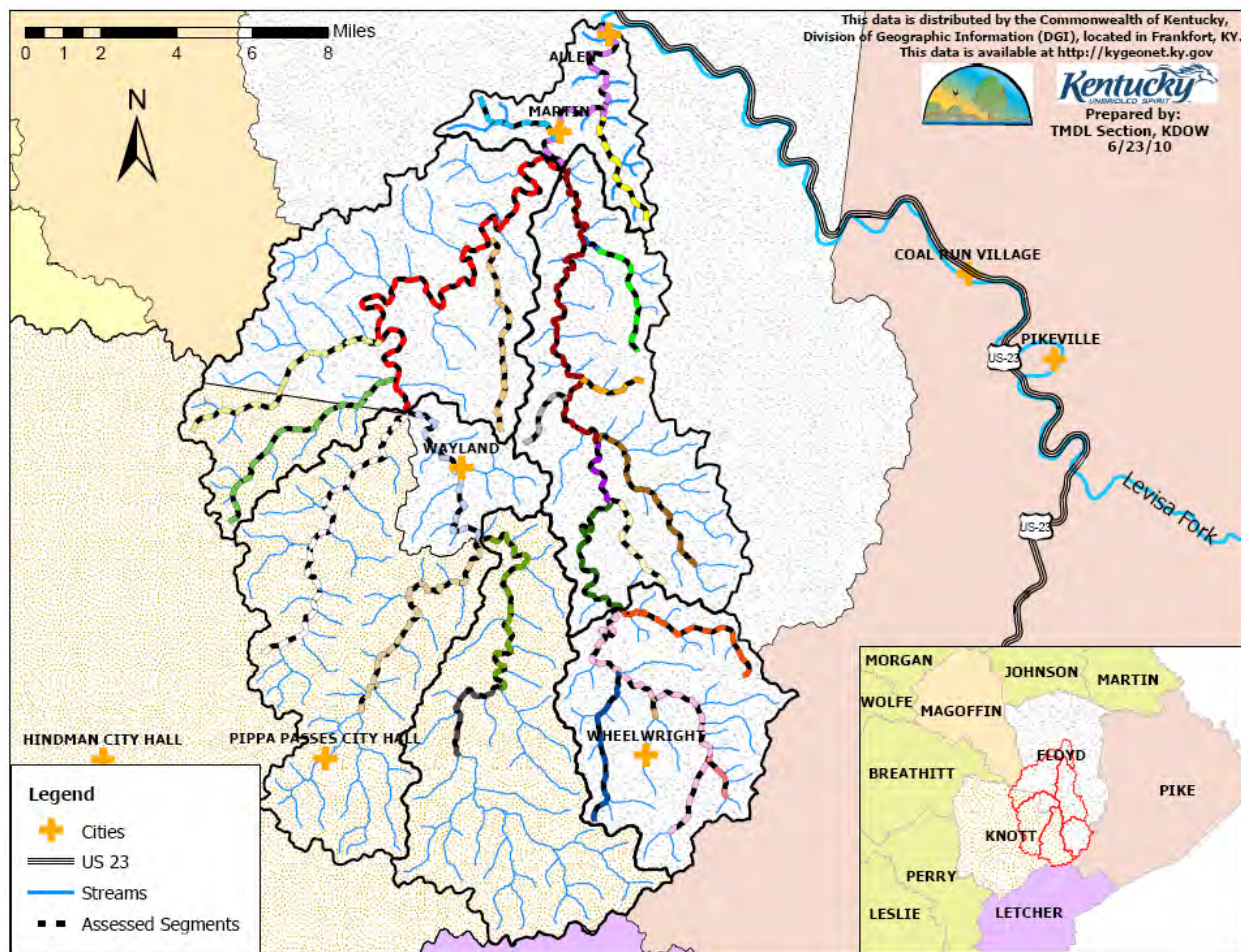 This data is distributed by the Commonwealth of Kentucky,
Division of Geographic Information (DGI), located in Frankfort, KY.
This data is available at http://kygeonet.ky.gov
Kentucky
UNBRIDLED SPIRIT
Prepared by:
TMDL Section, KDOW
6/23/10
Miles
0 1 2 4 6 8
N
ALLEN
MARTIN
COAL RUN VILLAGE
PIKEVILLE
US-23
WAYLAND
Levisa Fork
US-23
HINDMAN CITY HALL
PIPPA PASSES CITY HALL
WHEELWRIGHT
Legend
Cities
US 23
Streams
Assessed Segments
MORGAN
JOHNSON
MARTIN
WOLFE
MAGOFFIN
FLOYD
BREATHITT
PIKE
KNOTT
PERRY
LESLIE
LETCHER